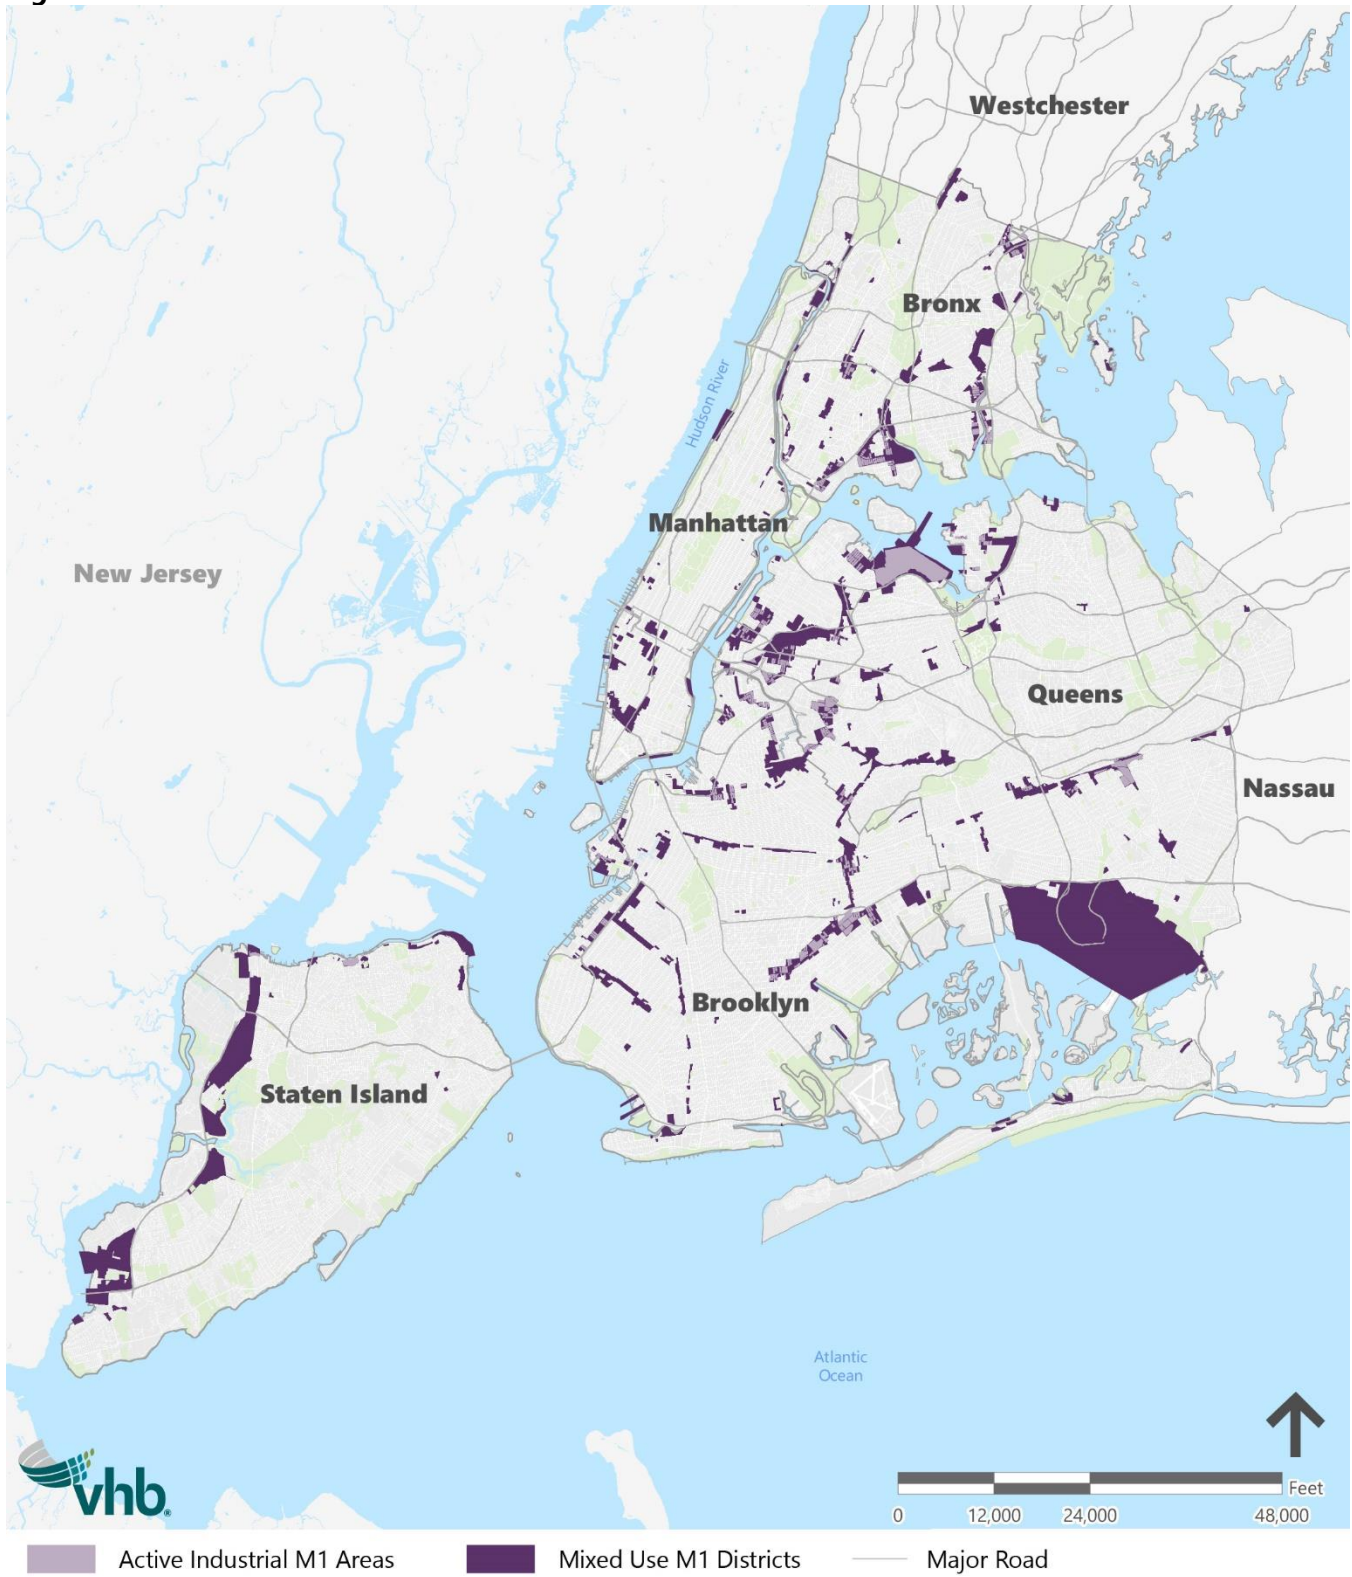 Westchester
Bronx
Hudson River
Manhattan
New Jersey
Queens
Nassau
Brooklyn
Staten Island
Atlantic
Ocean
vhb®
Feet
0 12,000 24,000 48,000
Active Industrial M1 Areas Mixed Use M1 Districts Major Road